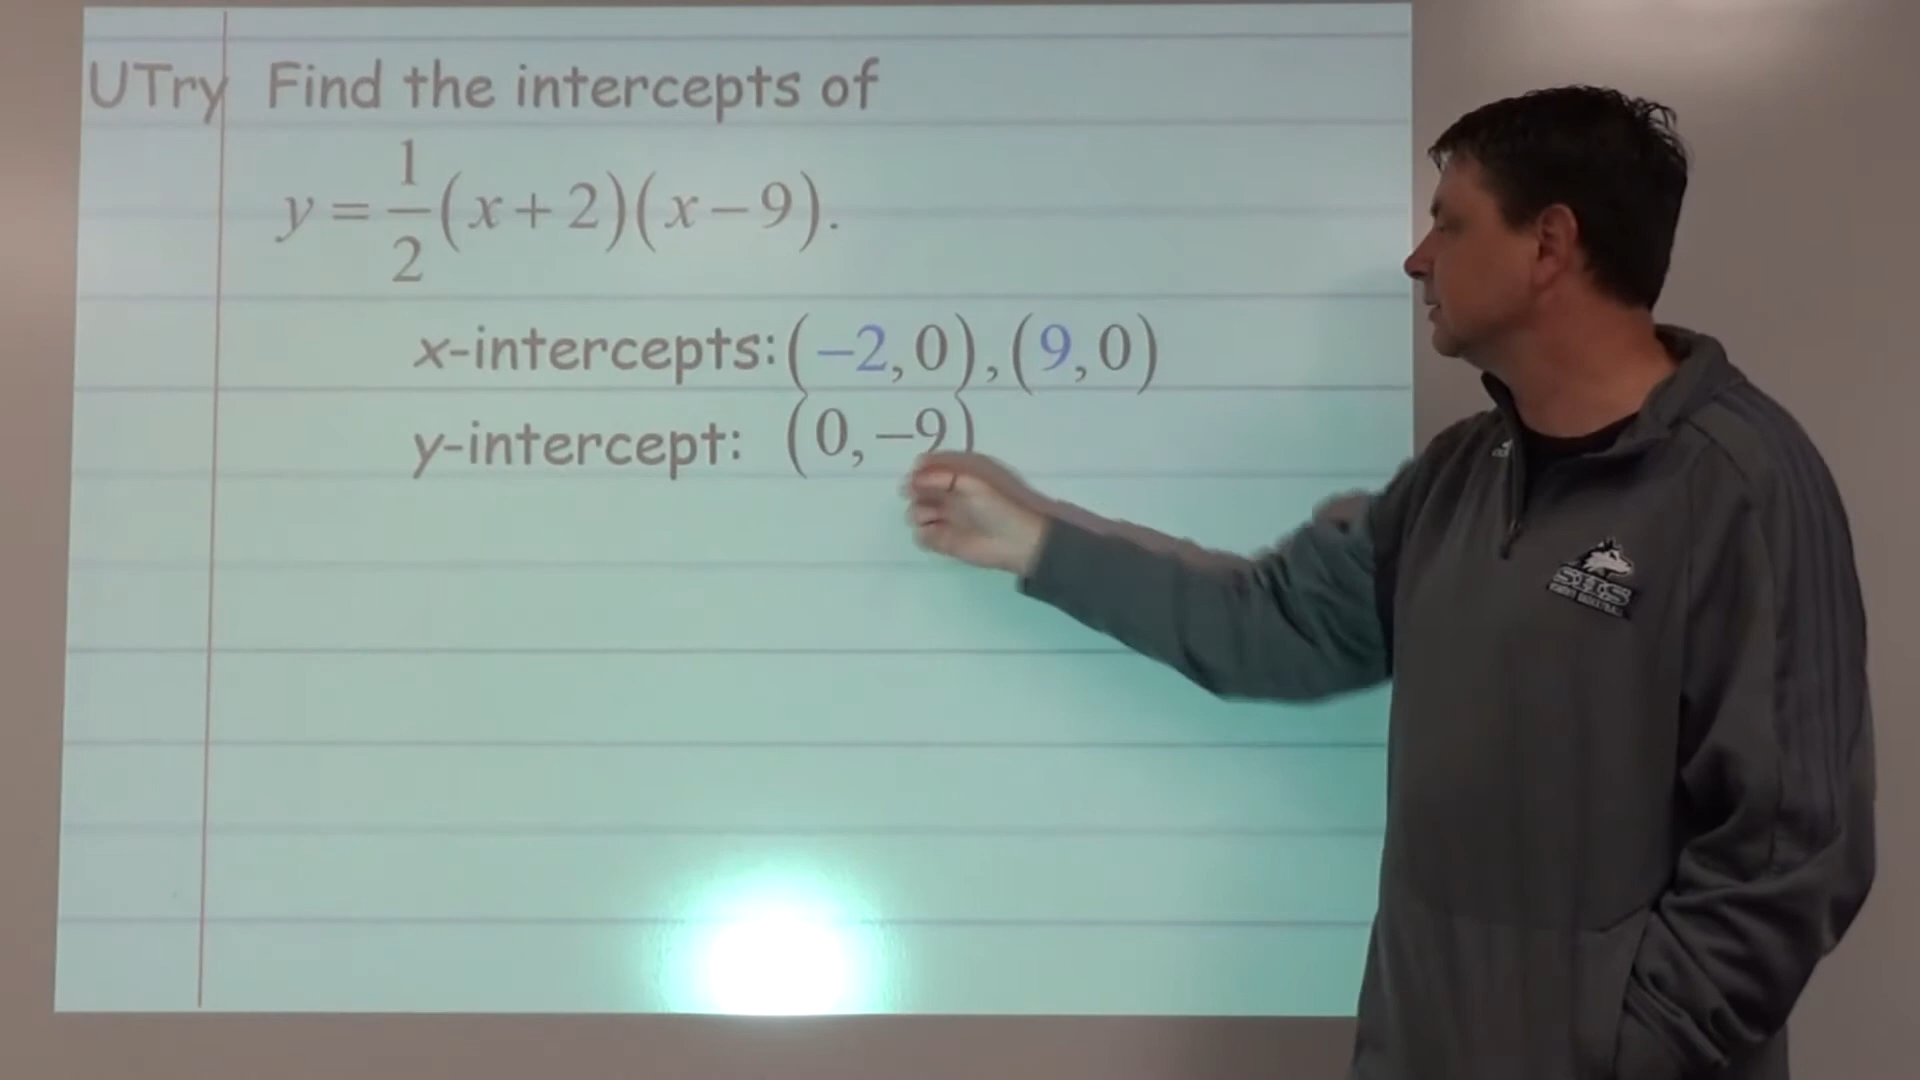 UTry Find the intercepts of
y = 1/2 (x + 2)(x − 9).
x-intercepts: (−2, 0), (9, 0)
y-intercept: (0, −9)